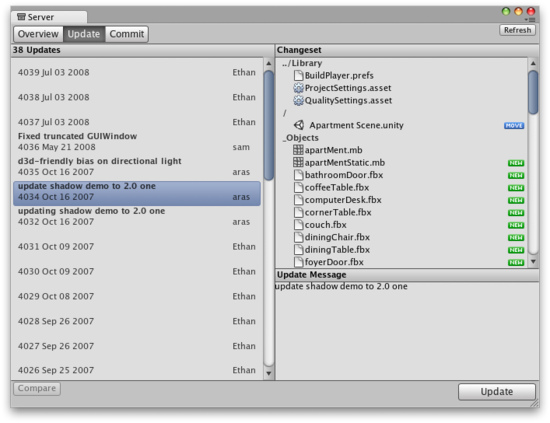 Server
Overview Update Commit
Refresh
38 Updates
4039 Jul 03 2008 Ethan
4038 Jul 03 2008 Ethan
4037 Jul 03 2008 Ethan
Fixed truncated GUIWindow
4036 May 21 2008 sam
d3d-friendly bias on directional light
4035 Oct 16 2007 aras
update shadow demo to 2.0 one
4034 Oct 16 2007 aras
updating shadow demo to 2.0 one
4032 Oct 16 2007 aras
4031 Oct 09 2007 Ethan
4030 Oct 09 2007 Ethan
4029 Oct 08 2007 Ethan
4028 Sep 26 2007 Ethan
4027 Sep 26 2007 Ethan
4026 Sep 25 2007 Ethan
Compare
Changeset
../Library
BuildPlayer.prefs
ProjectSettings.asset
QualitySettings.asset
/
Apartment Scene.unity MOVE
_Objects
apartMent.mb
apartMentStatic.mb NEW
bathroomDoor.fbx NEW
coffeeTable.fbx NEW
computerDesk.fbx NEW
cornerTable.fbx NEW
couch.fbx NEW
diningChair.fbx NEW
diningTable.fbx NEW
foyerDoor.fbx NEW
Update Message
update shadow demo to 2.0 one
Update